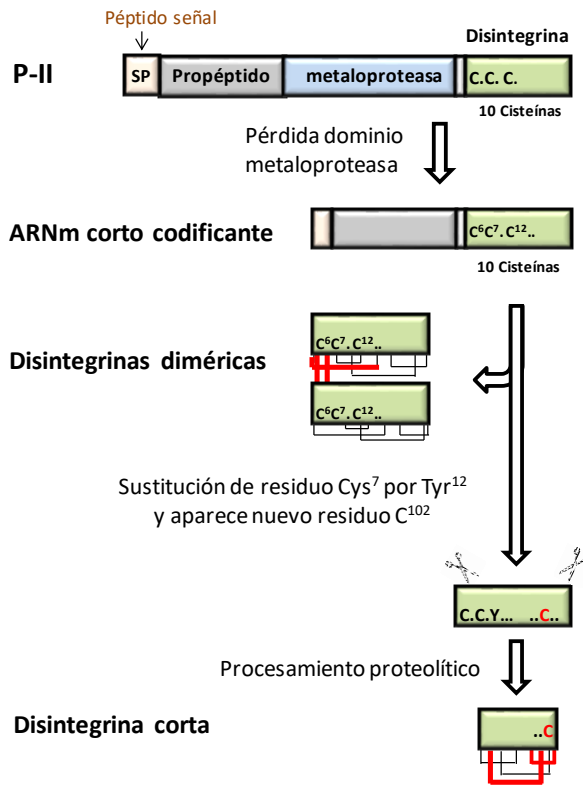 Péptido señal
P-II
SP
Propéptido
metaloproteasa
Disintegrina
C.C. C.
10 Cisteínas
Pérdida dominio
metaloproteasa
ARNm corto codificante
C⁶C⁷. C¹²..
10 Cisteínas
Disintegrinas diméricas
C⁶C⁷. C¹²..
C⁶C⁷. C¹²..
Sustitución de residuo Cys⁷ por Tyr¹²
y aparece nuevo residuo C¹⁰²
C.C.Y... ..C..
Procesamiento proteolítico
Disintegrina corta
..C